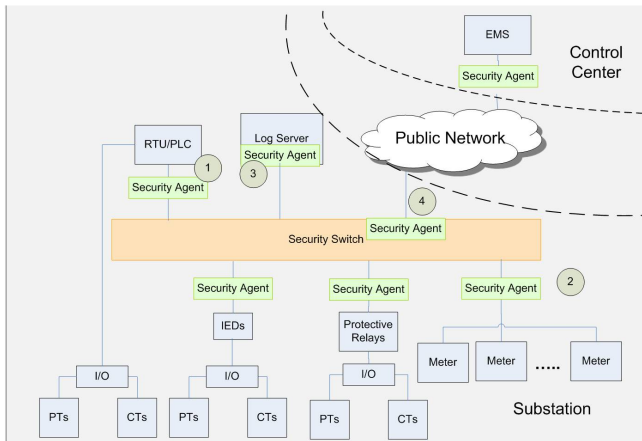 EMS
Control
Center
Security Agent
Public Network
RTU/PLC
Log Server
Security Agent
1
3
Security Agent
4
Security Agent
Security Switch
Security Agent
Security Agent
Security Agent
2
IEDs
Protective
Relays
Meter
Meter
.....
Meter
I/O
I/O
I/O
PTs
CTs
PTs
CTs
PTs
CTs
Substation